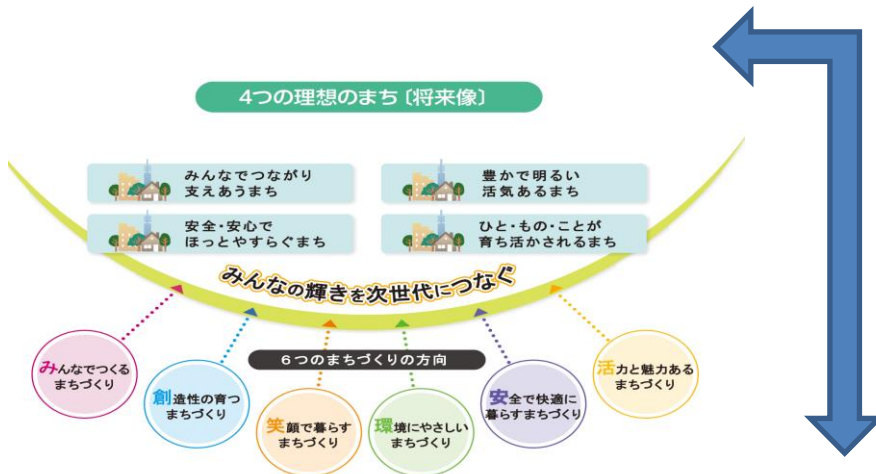 4つの理想のまち〔将来像〕
みんなでつながり
支えあうまち
豊かで明るい
活気あるまち
安全・安心で
ほっとやすらぐまち
ひと・もの・ことが
育ち活かされるまち
みんなの輝きを次世代につなぐ
6つのまちづくりの方向
みんなでつくる
まちづくり
創造性の育つ
まちづくり
笑顔で暮らす
まちづくり
環境にやさしい
まちづくり
安全で快適に
暮らすまちづくり
活力と魅力ある
まちづくり